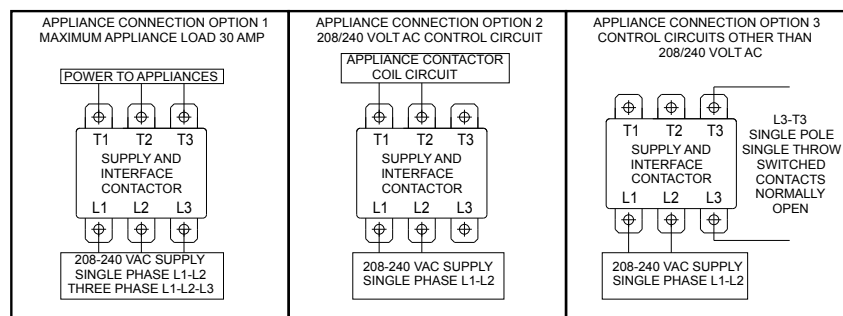 APPLIANCE CONNECTION OPTION 1
MAXIMUM APPLIANCE LOAD 30 AMP
POWER TO APPLIANCES
T1 T2 T3
SUPPLY AND
INTERFACE
CONTACTOR
L1 L2 L3
208-240 VAC SUPPLY
SINGLE PHASE L1-L2
THREE PHASE L1-L2-L3
APPLIANCE CONNECTION OPTION 2
208/240 VOLT AC CONTROL CIRCUIT
APPLIANCE CONTACTOR
COIL CIRCUIT
T1 T2 T3
SUPPLY AND
INTERFACE
CONTACTOR
L1 L2 L3
208-240 VAC SUPPLY
SINGLE PHASE L1-L2
APPLIANCE CONNECTION OPTION 3
CONTROL CIRCUITS OTHER THAN
208/240 VOLT AC
T1 T2 T3
SUPPLY AND
INTERFACE
CONTACTOR
L1 L2 L3
L3-T3
SINGLE POLE
SINGLE THROW
SWITCHED
CONTACTS
NORMALLY
OPEN
208-240 VAC SUPPLY
SINGLE PHASE L1-L2